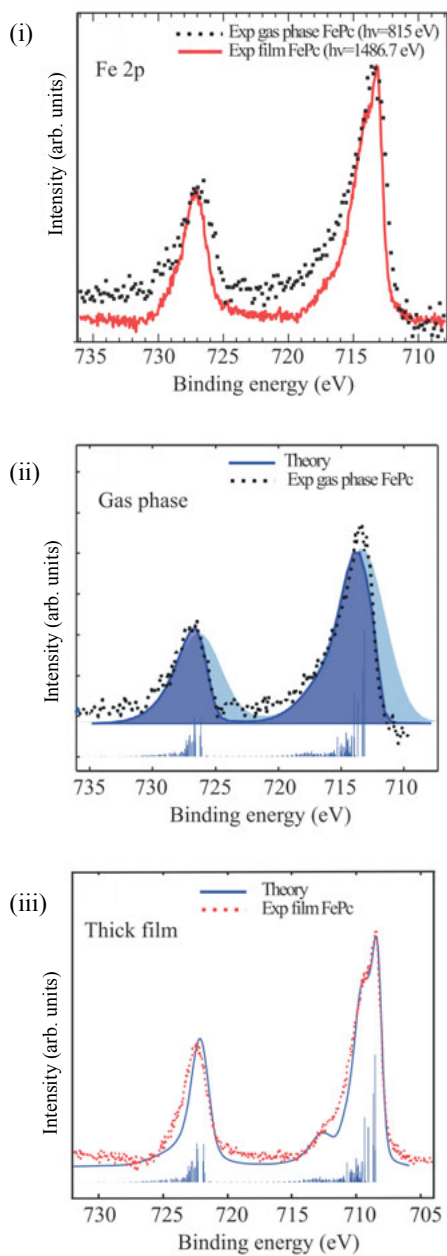 (i)
Exp gas phase FePc (hν=815 eV)
Exp film FePc (hν=1486.7 eV)
Fe 2p
Intensity (arb. units)
735 730 725 720 715 710
Binding energy (eV)
(ii)
Theory
Exp gas phase FePc
Gas phase
Intensity (arb. units)
735 730 725 720 715 710
Binding energy (eV)
(iii)
Theory
Exp film FePc
Thick film
Intensity (arb. units)
730 725 720 715 710 705
Binding energy (eV)